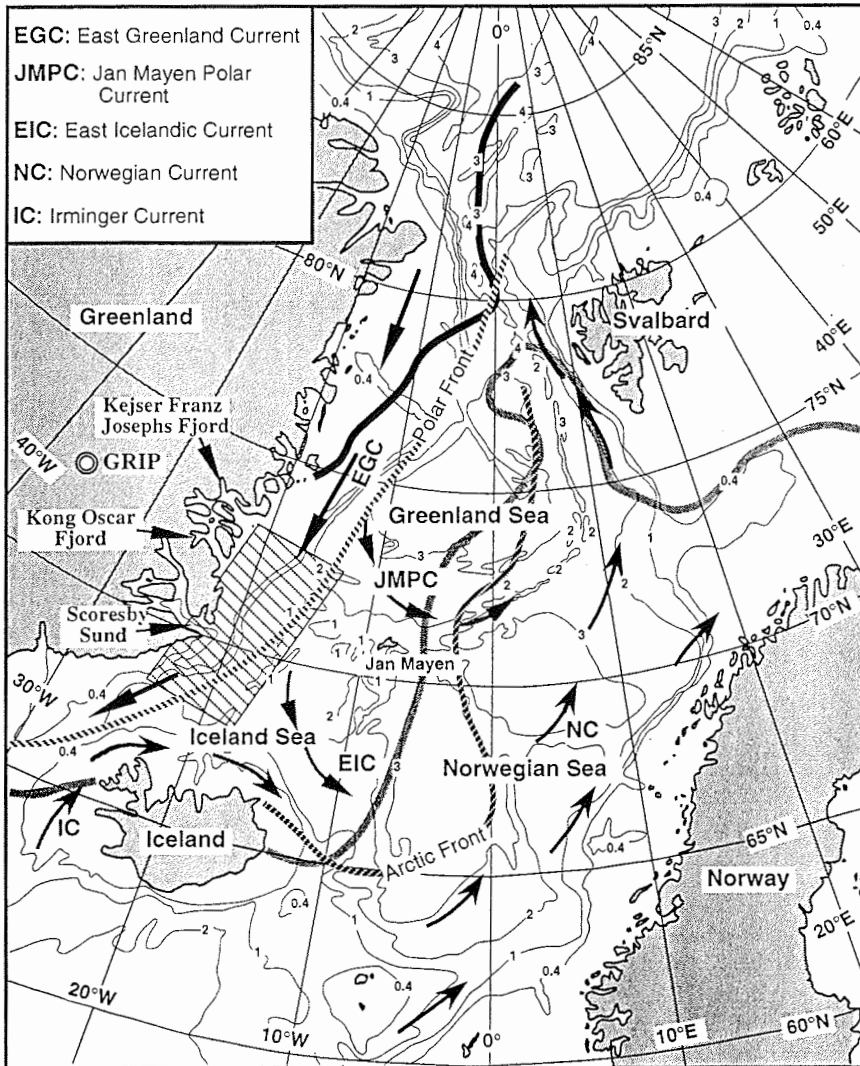 EGC: East Greenland Current
JMPC: Jan Mayen Polar
Current
EIC: East Icelandic Current
NC: Norwegian Current
IC: Irminger Current
0°
85°N
60°E
50°E
40°E
80°N
Greenland
Svalbard
Polar Front
75°N
Kejser Franz
Josephs Fjord
40°W
GRIP
EGC
Kong Oscar
Fjord
Greenland Sea
30°E
JMPC
70°N
Scoresby
Sund
Jan Mayen
30°W
Iceland Sea
EIC
NC
Norwegian Sea
IC
Iceland
Arctic Front
65°N
Norway
20°E
20°W
10°W
0°
10°E
60°N